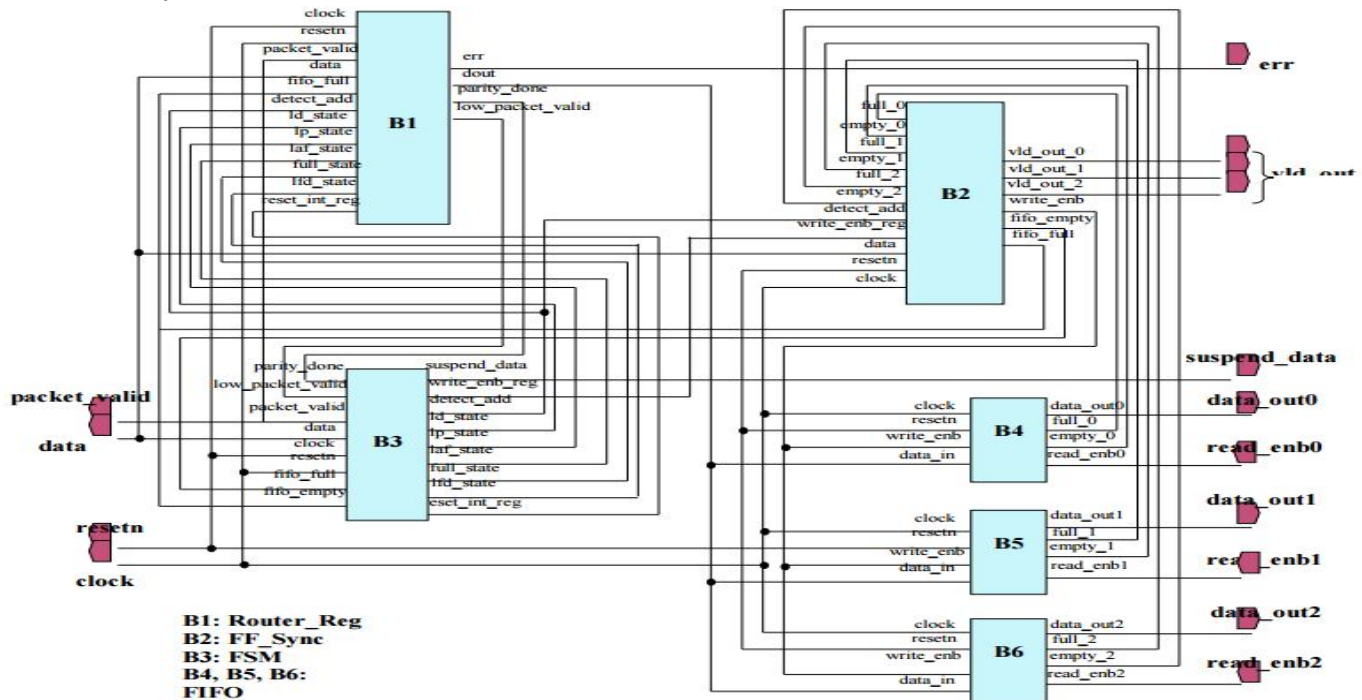 clock
resetn
packet_valid
data
fifo_full
detect_add
ld_state
lp_state
laf_state
full_state
lfd_state
reset_int_reg
B1
err
dout
parity_done
low_packet_valid
full_0
empty_0
full_1
empty_1
full_2
empty_2
detect_add
write_enb_reg
data
resetn
clock
B2
vld_out_0
vld_out_1
vld_out_2
write_enb
fifo_empty
fifo_full
err
vld_out
suspend_data
data_out0
read_enb0
data_out1
read_enb1
data_out2
read_enb2
packet_valid
data
resetn
clock
parity_done
low_packet_valid
packet_valid
data
clock
resetn
fifo_full
fifo_empty
B3
suspend_data
write_enb_reg
detect_add
ld_state
lp_state
laf_state
full_state
lfd_state
eset_int_reg
clock
resetn
write_enb
data_in
B4
data_out0
full_0
empty_0
read_enb0
clock
resetn
write_enb
data_in
B5
data_out1
full_1
empty_1
read_enb1
clock
resetn
write_enb
data_in
B6
data_out2
full_2
empty_2
read_enb2
B1: Router_Reg
B2: FF_Sync
B3: FSM
B4, B5, B6:
FIFO